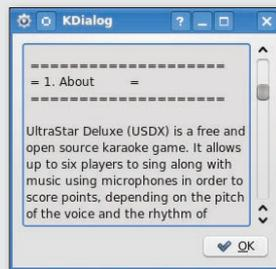 KDialog
=====================
= 1. About =
=====================
UltraStar Deluxe (USDX) is a free and
open source karaoke game. It allows
up to six players to sing along with
music using microphones in order to
score points, depending on the pitch
of the voice and the rhythm of
OK